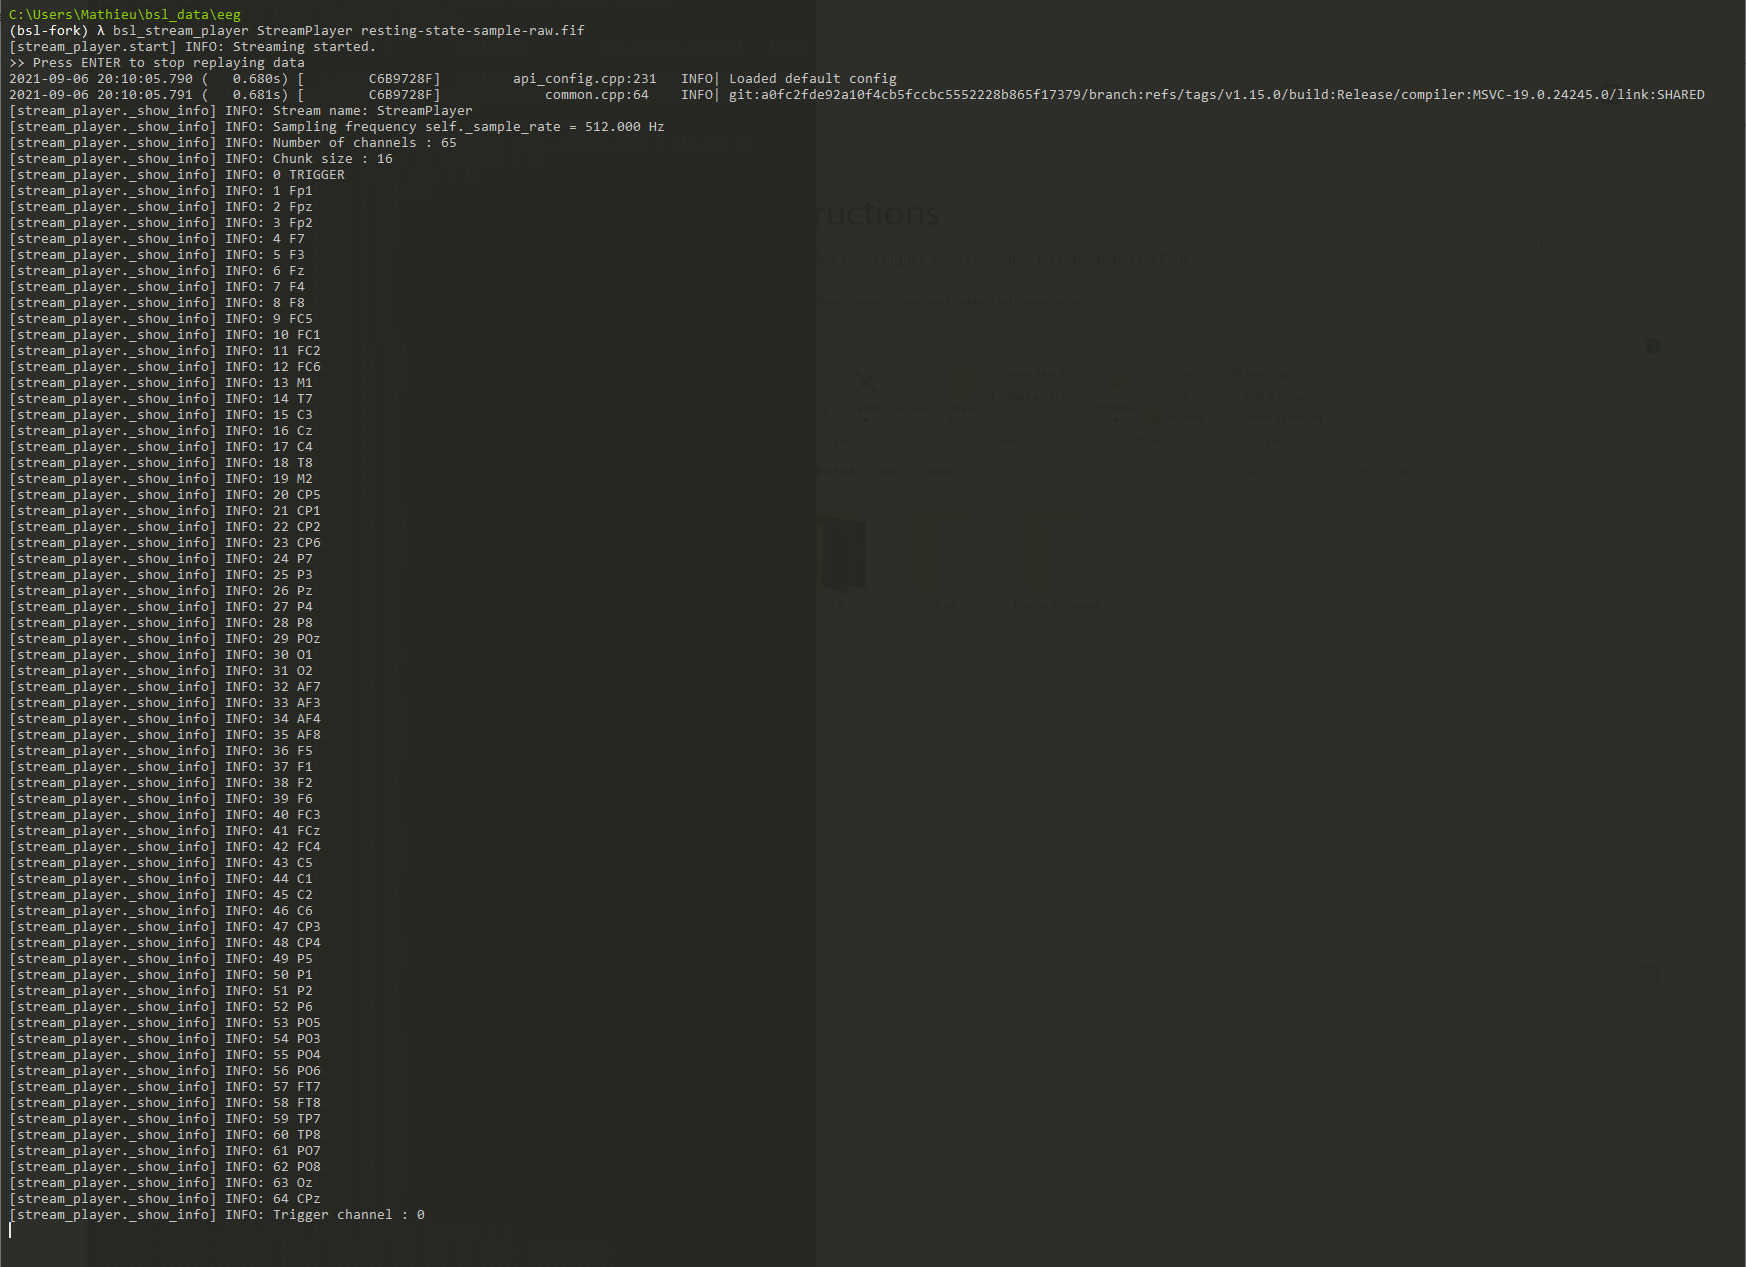 C:\Users\Mathieu\bsl_data\eeg
(bsl-fork) λ bsl_stream_player StreamPlayer resting-state-sample-raw.fif
[stream_player.start] INFO: Streaming started.
>> Press ENTER to stop replaying data
2021-09-06 20:10:05.790 (   0.680s) [        C6B9728F]         api_config.cpp:231   INFO| Loaded default config
2021-09-06 20:10:05.791 (   0.681s) [        C6B9728F]             common.cpp:64    INFO| git:a0fc2fde92a10f4cb5fccbc5552228b865f17379/branch:refs/tags/v1.15.0/build:Release/compiler:MSVC-19.0.24245.0/link:SHARED
[stream_player._show_info] INFO: Stream name: StreamPlayer
[stream_player._show_info] INFO: Sampling frequency self._sample_rate = 512.000 Hz
[stream_player._show_info] INFO: Number of channels : 65
[stream_player._show_info] INFO: Chunk size : 16
[stream_player._show_info] INFO: 0 TRIGGER
[stream_player._show_info] INFO: 1 Fp1
[stream_player._show_info] INFO: 2 Fpz
[stream_player._show_info] INFO: 3 Fp2
[stream_player._show_info] INFO: 4 F7
[stream_player._show_info] INFO: 5 F3
[stream_player._show_info] INFO: 6 Fz
[stream_player._show_info] INFO: 7 F4
[stream_player._show_info] INFO: 8 F8
[stream_player._show_info] INFO: 9 FC5
[stream_player._show_info] INFO: 10 FC1
[stream_player._show_info] INFO: 11 FC2
[stream_player._show_info] INFO: 12 FC6
[stream_player._show_info] INFO: 13 M1
[stream_player._show_info] INFO: 14 T7
[stream_player._show_info] INFO: 15 C3
[stream_player._show_info] INFO: 16 Cz
[stream_player._show_info] INFO: 17 C4
[stream_player._show_info] INFO: 18 T8
[stream_player._show_info] INFO: 19 M2
[stream_player._show_info] INFO: 20 CP5
[stream_player._show_info] INFO: 21 CP1
[stream_player._show_info] INFO: 22 CP2
[stream_player._show_info] INFO: 23 CP6
[stream_player._show_info] INFO: 24 P7
[stream_player._show_info] INFO: 25 P3
[stream_player._show_info] INFO: 26 Pz
[stream_player._show_info] INFO: 27 P4
[stream_player._show_info] INFO: 28 P8
[stream_player._show_info] INFO: 29 POz
[stream_player._show_info] INFO: 30 O1
[stream_player._show_info] INFO: 31 O2
[stream_player._show_info] INFO: 32 AF7
[stream_player._show_info] INFO: 33 AF3
[stream_player._show_info] INFO: 34 AF4
[stream_player._show_info] INFO: 35 AF8
[stream_player._show_info] INFO: 36 F5
[stream_player._show_info] INFO: 37 F1
[stream_player._show_info] INFO: 38 F2
[stream_player._show_info] INFO: 39 F6
[stream_player._show_info] INFO: 40 FC3
[stream_player._show_info] INFO: 41 FCz
[stream_player._show_info] INFO: 42 FC4
[stream_player._show_info] INFO: 43 C5
[stream_player._show_info] INFO: 44 C1
[stream_player._show_info] INFO: 45 C2
[stream_player._show_info] INFO: 46 C6
[stream_player._show_info] INFO: 47 CP3
[stream_player._show_info] INFO: 48 CP4
[stream_player._show_info] INFO: 49 P5
[stream_player._show_info] INFO: 50 P1
[stream_player._show_info] INFO: 51 P2
[stream_player._show_info] INFO: 52 P6
[stream_player._show_info] INFO: 53 PO5
[stream_player._show_info] INFO: 54 PO3
[stream_player._show_info] INFO: 55 PO4
[stream_player._show_info] INFO: 56 PO6
[stream_player._show_info] INFO: 57 FT7
[stream_player._show_info] INFO: 58 FT8
[stream_player._show_info] INFO: 59 TP7
[stream_player._show_info] INFO: 60 TP8
[stream_player._show_info] INFO: 61 PO7
[stream_player._show_info] INFO: 62 PO8
[stream_player._show_info] INFO: 63 Oz
[stream_player._show_info] INFO: 64 CPz
[stream_player._show_info] INFO: Trigger channel : 0